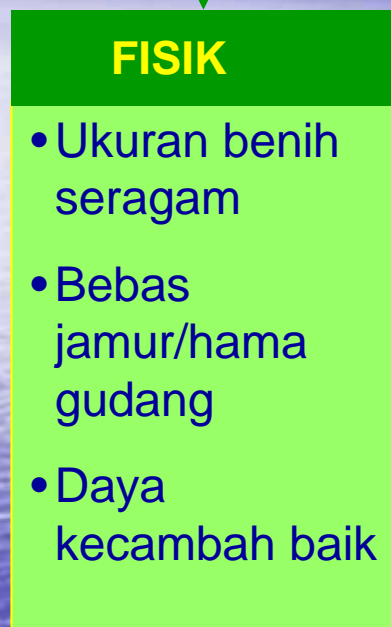 FISIK
•Ukuran benih
seragam
•Bebas
jamur/hama
gudang
•Daya
kecambah baik